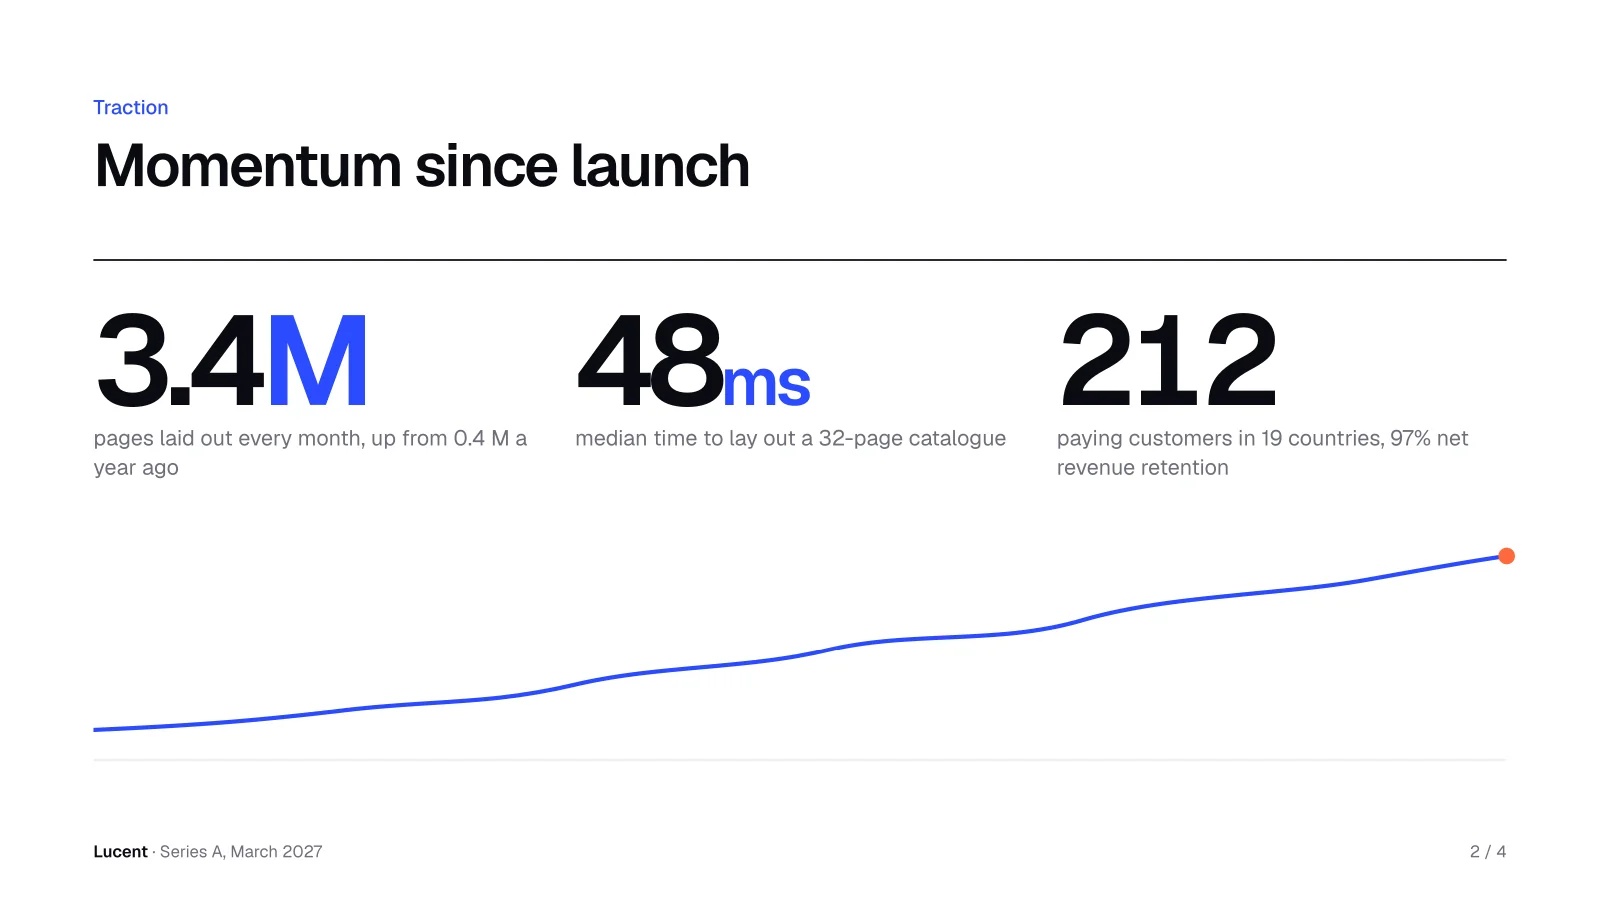 Traction
Momentum since launch
3.4M
pages laid out every month, up from 0.4 M a
year ago
48ms
median time to lay out a 32-page catalogue
212
paying customers in 19 countries, 97% net
revenue retention
Lucent · Series A, March 2027
2 / 4